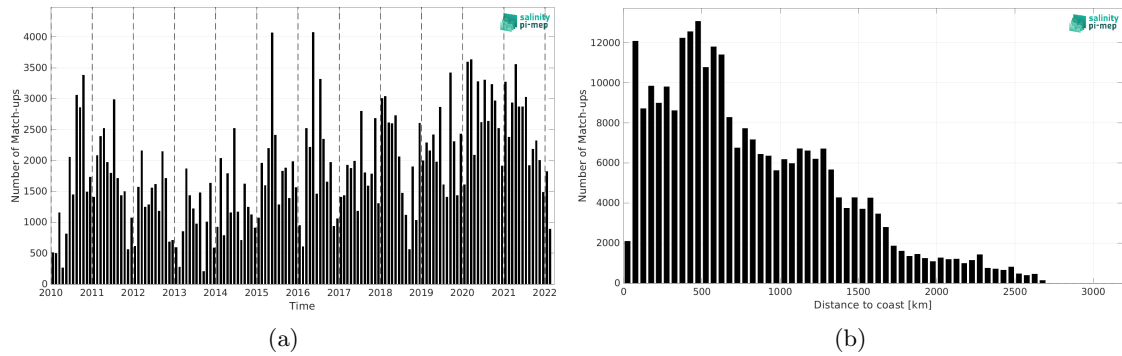 salinity
pi-mep
Number of Match-ups
4000
3500
3000
2500
2000
1500
1000
500
0
2010 2011 2012 2013 2014 2015 2016 2017 2018 2019 2020 2021 2022
Time
(a)
salinity
pi-mep
Number of Match-ups
12000
10000
8000
6000
4000
2000
0
0 500 1000 1500 2000 2500 3000
Distance to coast [km]
(b)